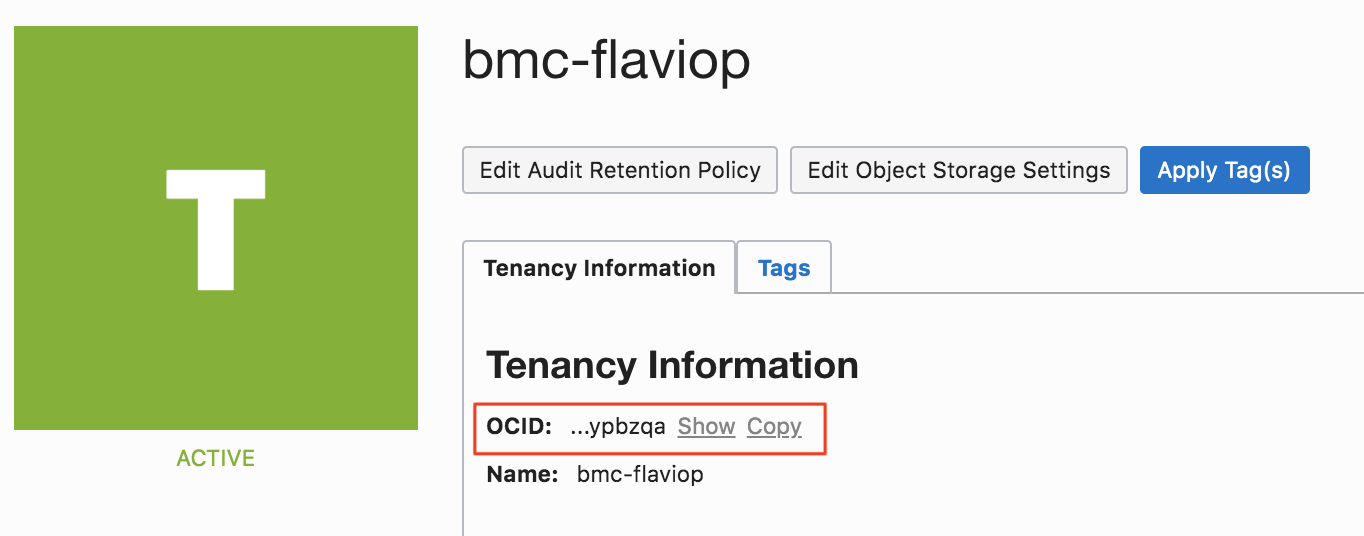 T
ACTIVE
bmc-flaviop
Edit Audit Retention Policy Edit Object Storage Settings Apply Tag(s)
Tenancy Information Tags
Tenancy Information
OCID: ...ypbzqa Show Copy
Name: bmc-flaviop